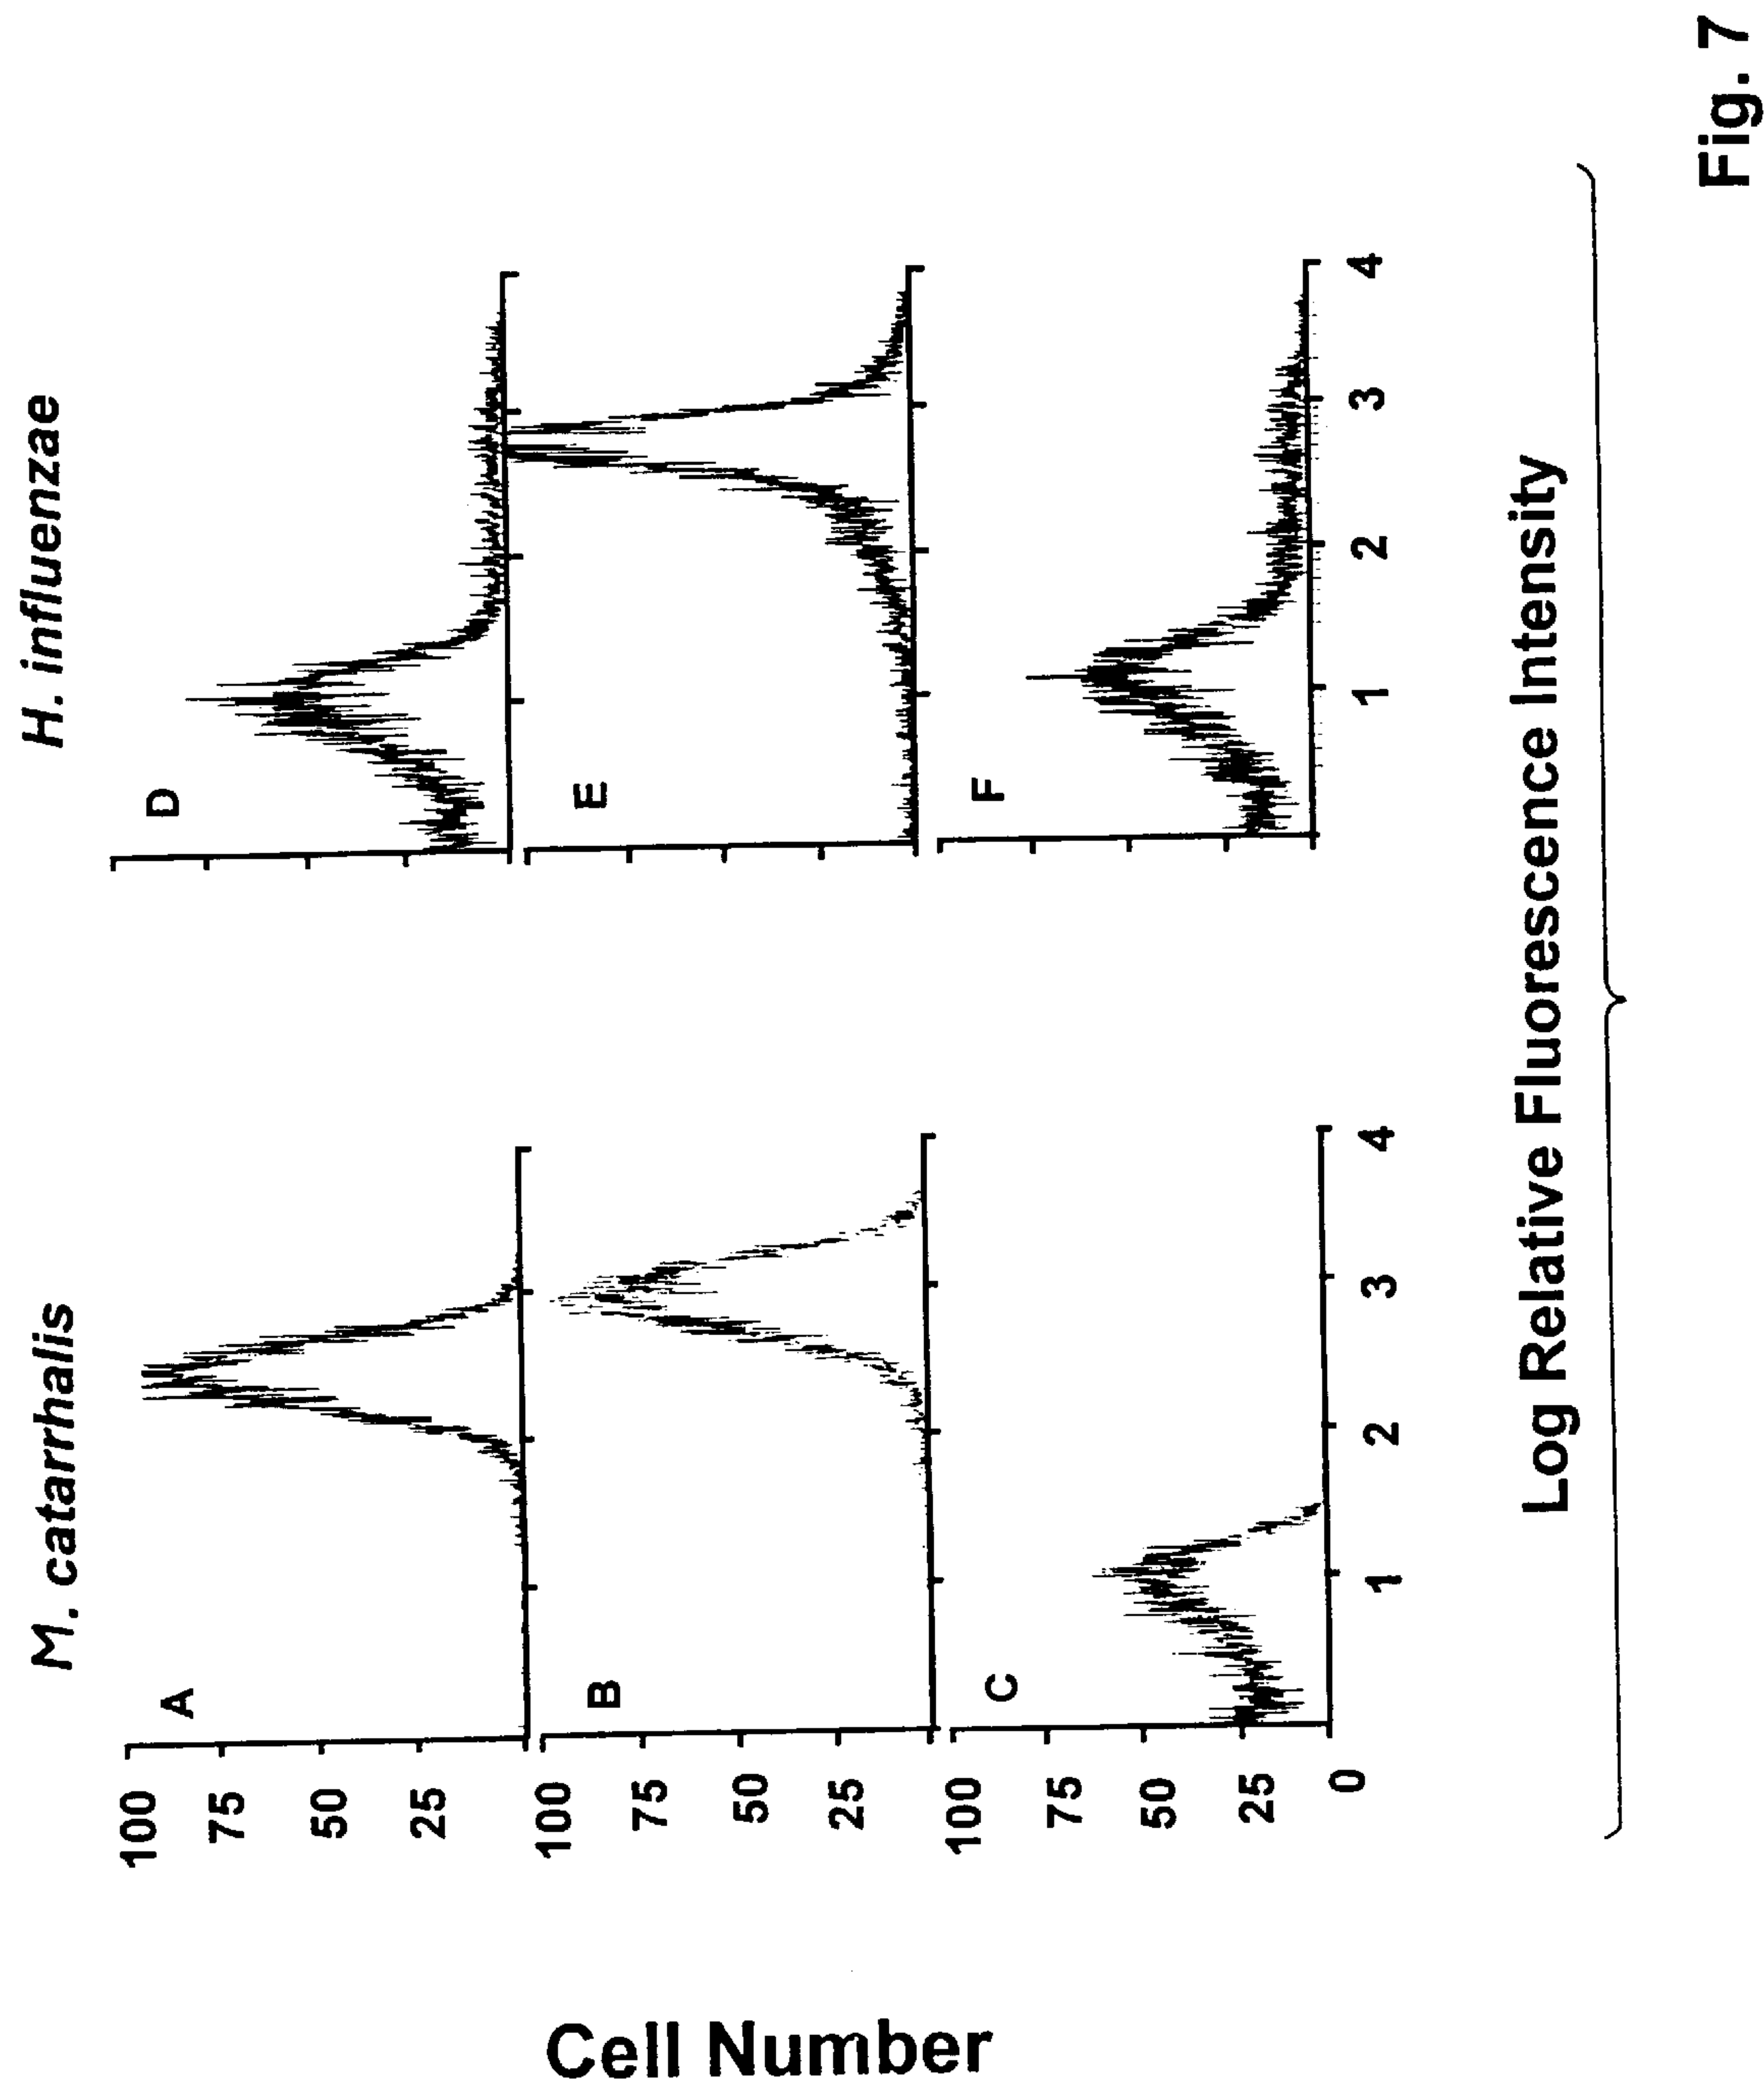 M. catarrhalis
H. influenzae
A
100
75
50
25
D
B
100
75
50
25
E
C
100
75
50
25
0
1
2
3
4
F
1
2
3
4
Cell Number
Log Relative Fluorescence Intensity
Fig. 7